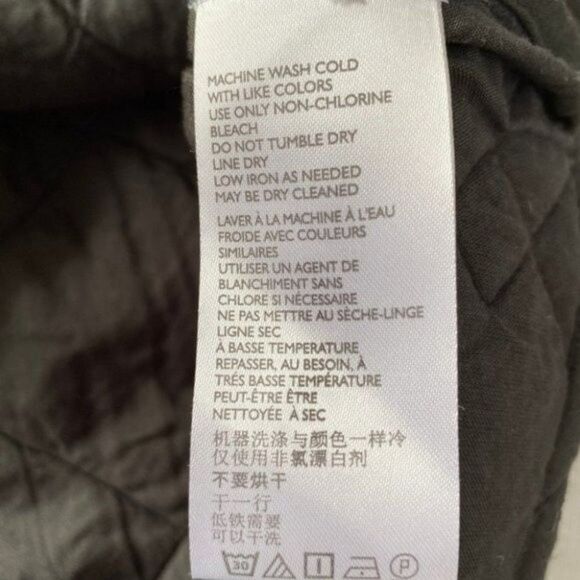 MACHINE WASH COLD
WITH LIKE COLORS
USE ONLY NON-CHLORINE
BLEACH
DO NOT TUMBLE DRY
LINE DRY
LOW IRON AS NEEDED
MAY BE DRY CLEANED
LAVER À LA MACHINE À L'EAU
FROIDE AVEC COULEURS
SIMILAIRES
UTILISER UN AGENT DE
BLANCHIMENT SANS
CHLORE SI NÉCESSAIRE
NE PAS METTRE AU SÈCHE-LINGE
LIGNE SEC
À BASSE TEMPERATURE
REPASSER, AU BESOIN, À
TRÉS BASSE TEMPÉRATURE
PEUT-ÊTRE ÊTRE
NETTOYÉE À SEC
机器洗涤与颜色一样冷
仅使用非氯漂白剂
不要烘干
干一行
低铁需要
可以干洗
30 P